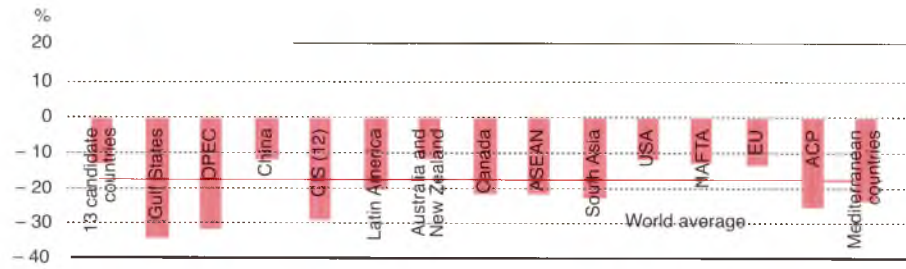 %
20
10
0
– 10
– 20
– 30
– 40
13 candidate
countries
Gulf States
OPEC
China
CIS (12)
Latin America
Australia and
New Zealand
Canada
ASEAN
South Asia
USA
NAFTA
EU
ACP
Mediterranean
countries
World average